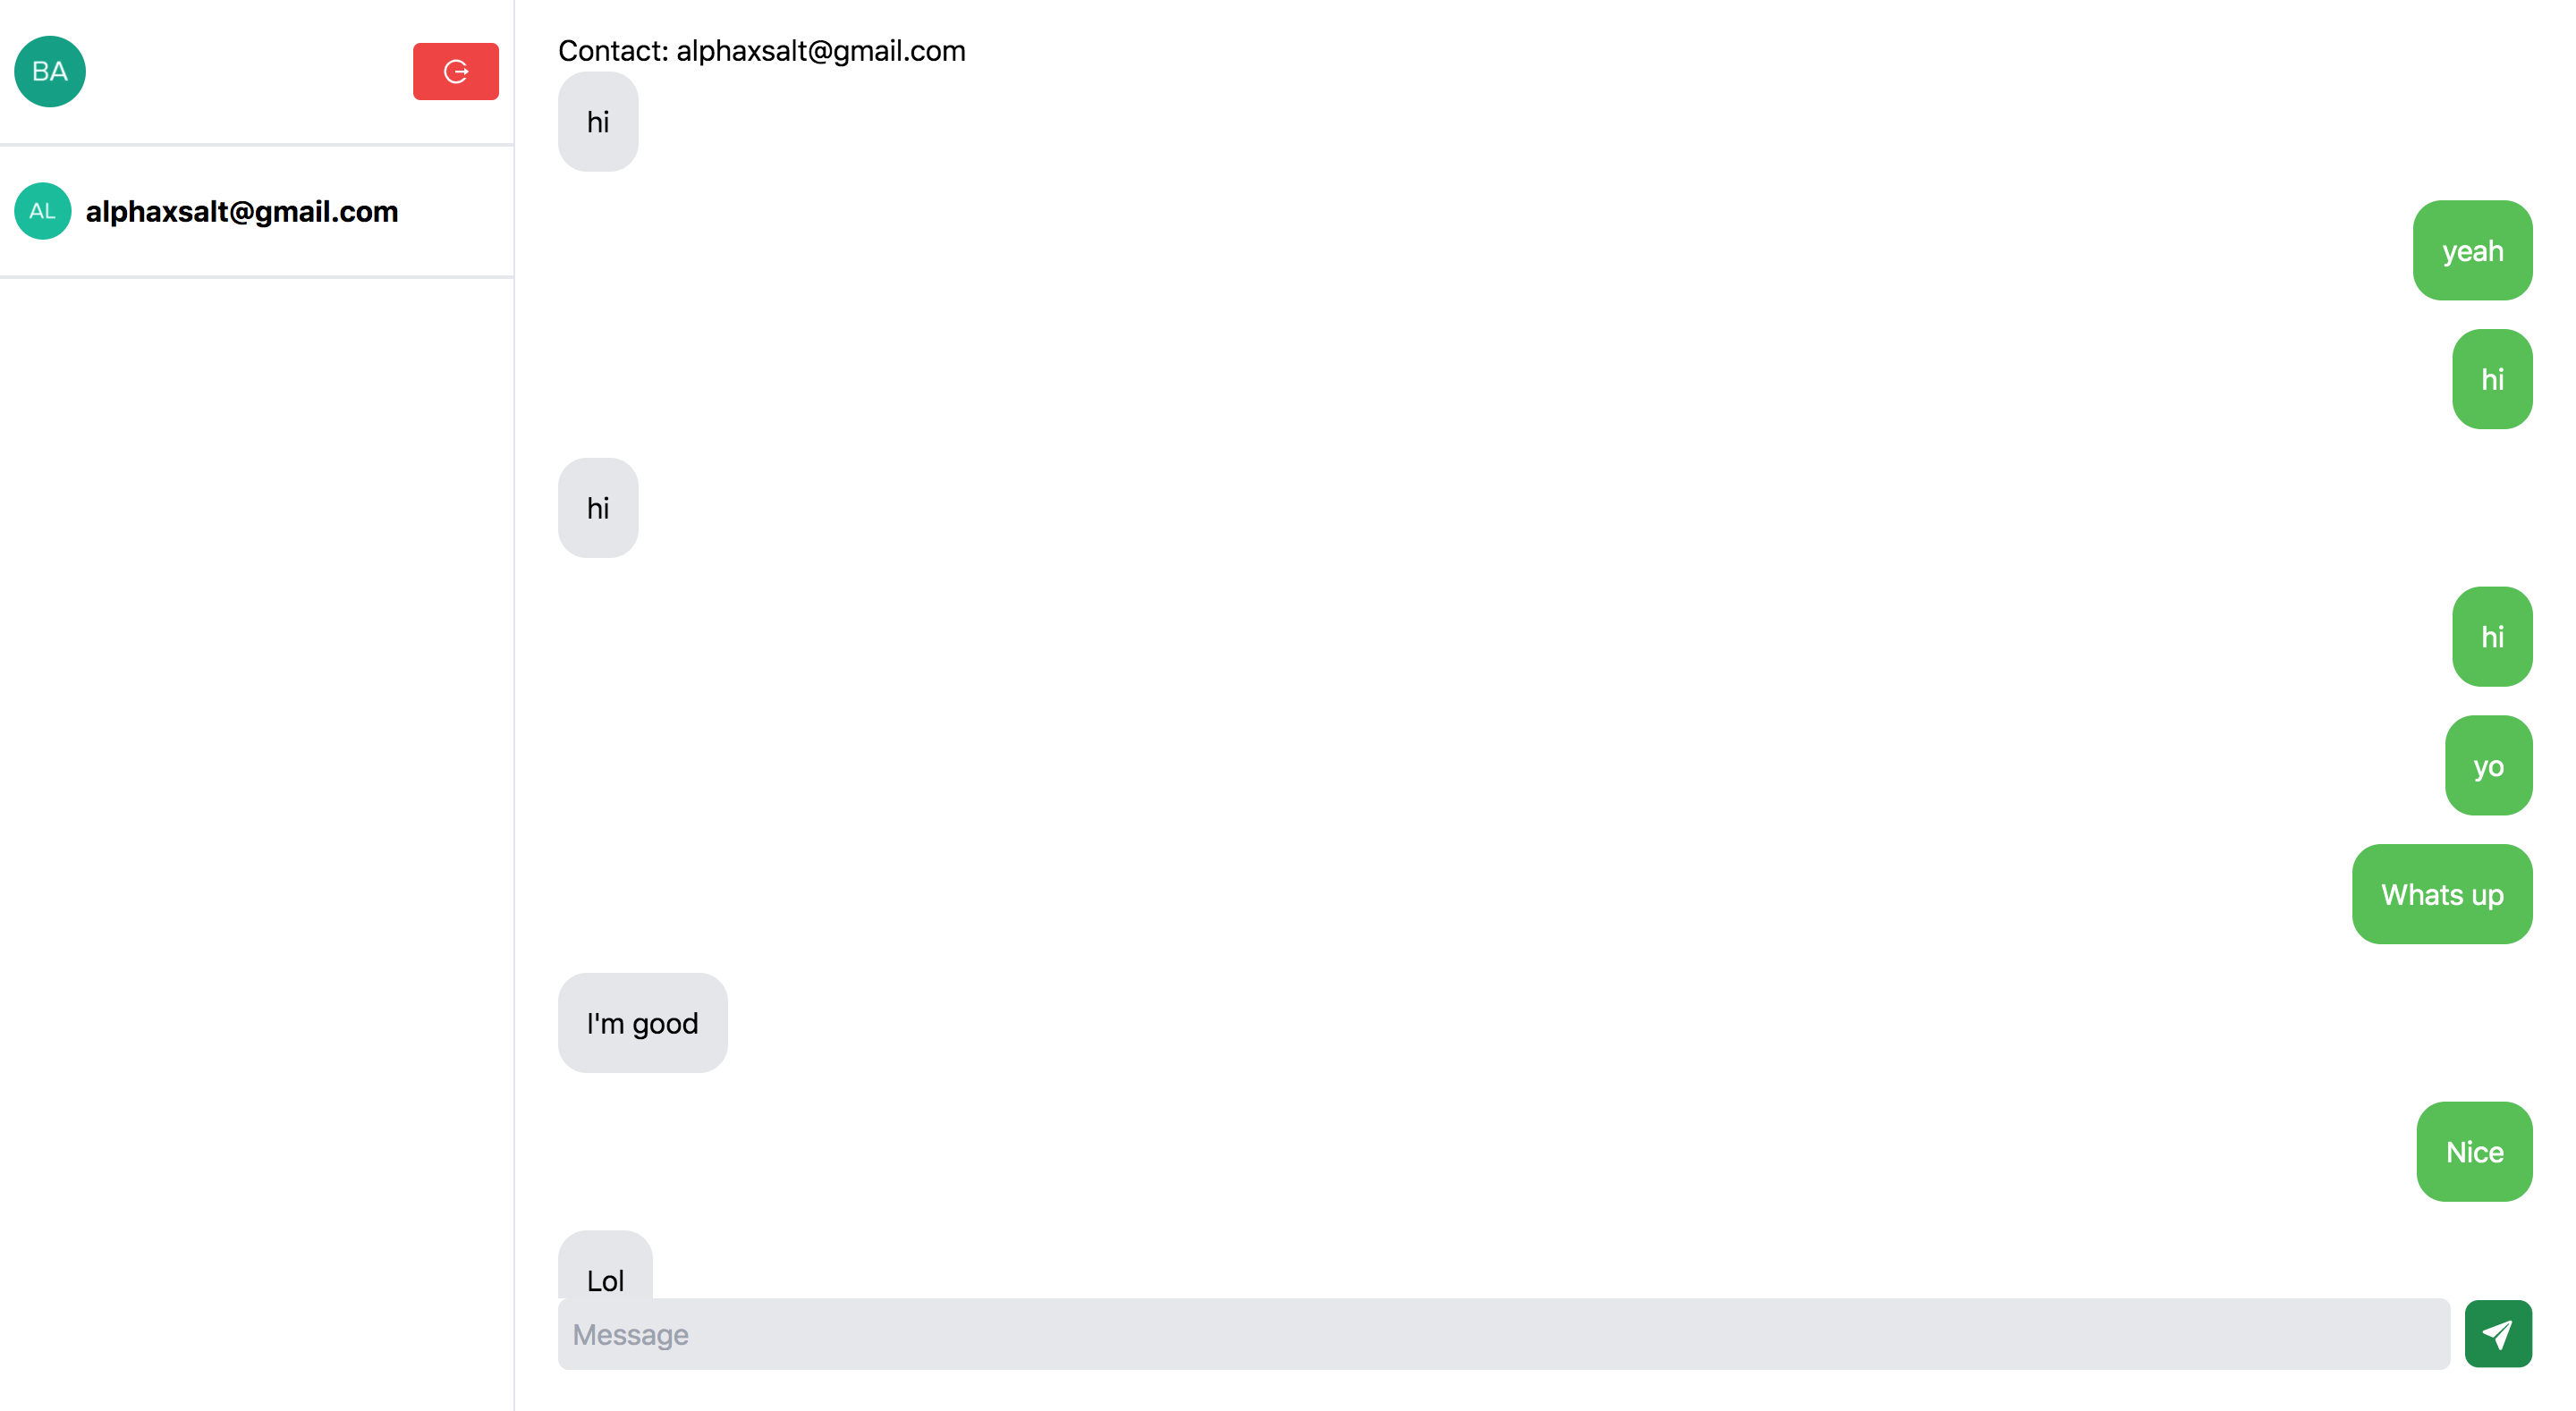 BA
AL alphaxsalt@gmail.com
Contact: alphaxsalt@gmail.com
hi
yeah
hi
hi
hi
yo
Whats up
I'm good
Nice
Lol
Message